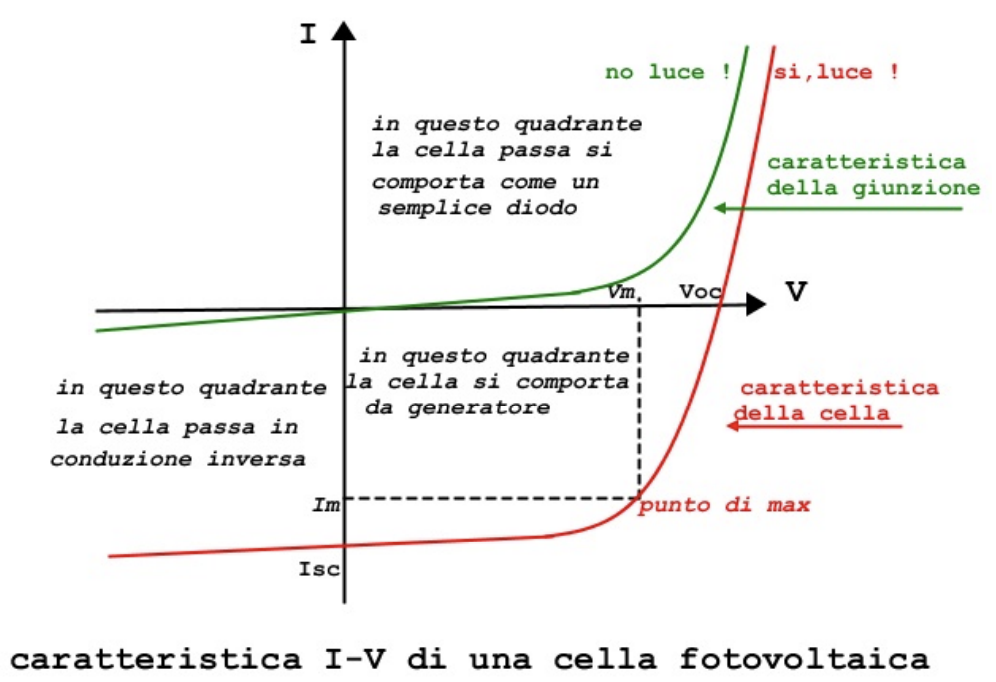 I
no luce !
si,luce !
in questo quadrante
la cella passa si
comporta come un
semplice diodo
caratteristica
della giunzione
Vm.
Voc
V
in questo quadrante
la cella si comporta
da generatore
in questo quadrante
la cella passa in
conduzione inversa
caratteristica
della cella
Im
punto di max
Isc
caratteristica I-V di una cella fotovoltaica